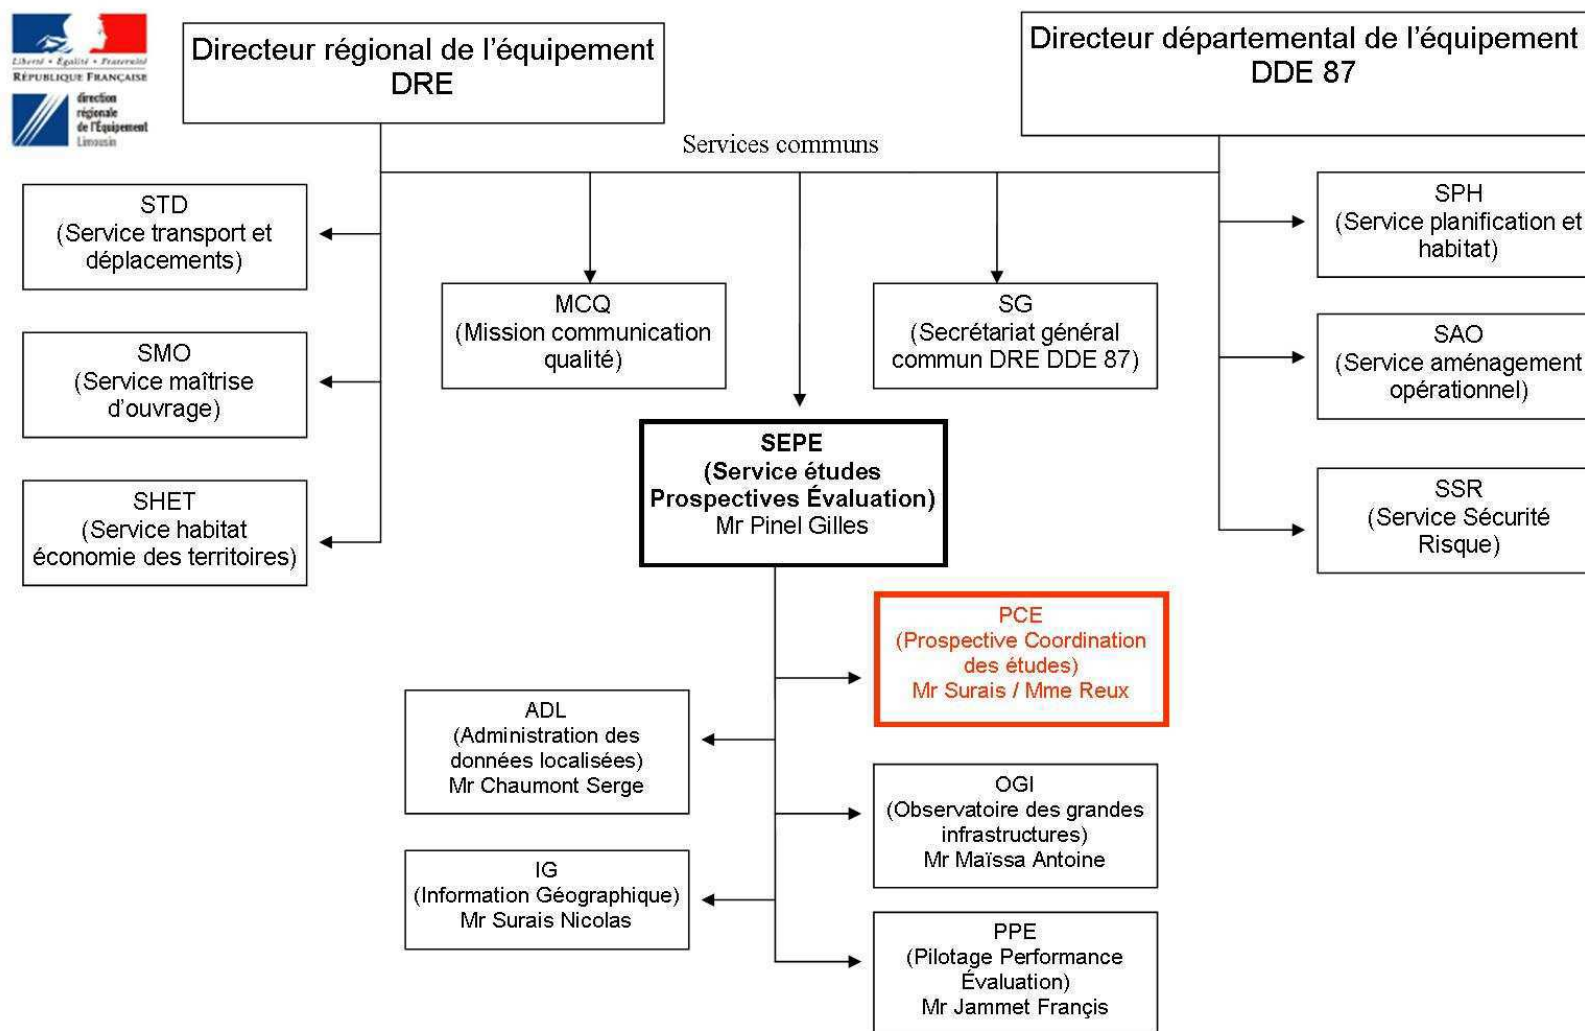 Liberté • Égalité • Fraternité
RÉPUBLIQUE FRANÇAISE
direction
régionale
de l'Équipement
Limousin
Directeur régional de l'équipement
DRE
Directeur départemental de l'équipement
DDE 87
Services communs
STD
(Service transport et
déplacements)
SMO
(Service maîtrise
d'ouvrage)
SHET
(Service habitat
économie des territoires)
MCQ
(Mission communication
qualité)
SG
(Secrétariat général
commun DRE DDE 87)
SPH
(Service planification et
habitat)
SAO
(Service aménagement
opérationnel)
SSR
(Service Sécurité
Risque)
SEPE
(Service études
Prospectives Évaluation)
Mr Pinel Gilles
PCE
(Prospective Coordination
des études)
Mr Surais / Mme Reux
ADL
(Administration des
données localisées)
Mr Chaumont Serge
OGI
(Observatoire des grandes
infrastructures)
Mr Maïssa Antoine
IG
(Information Géographique)
Mr Surais Nicolas
PPE
(Pilotage Performance
Évaluation)
Mr Jammet Françis